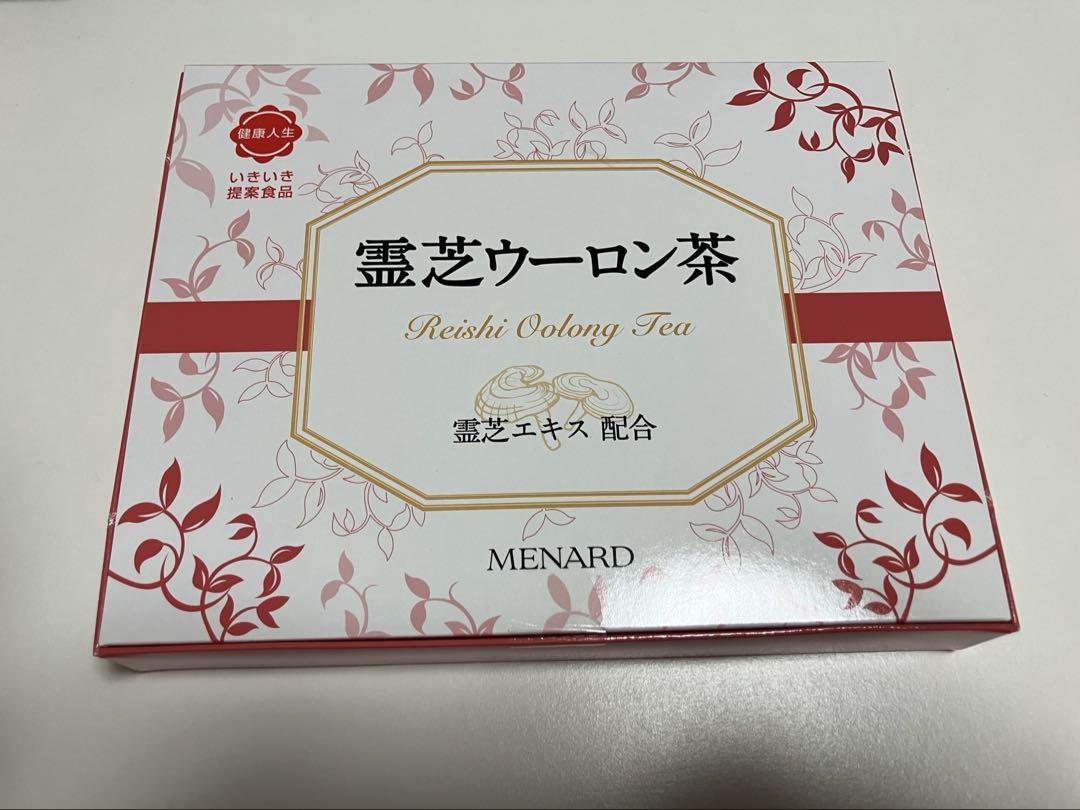 健康人生
いきいき
提案食品
霊芝ウーロン茶
Reishi Oolong Tea
霊芝エキス 配合
MENARD